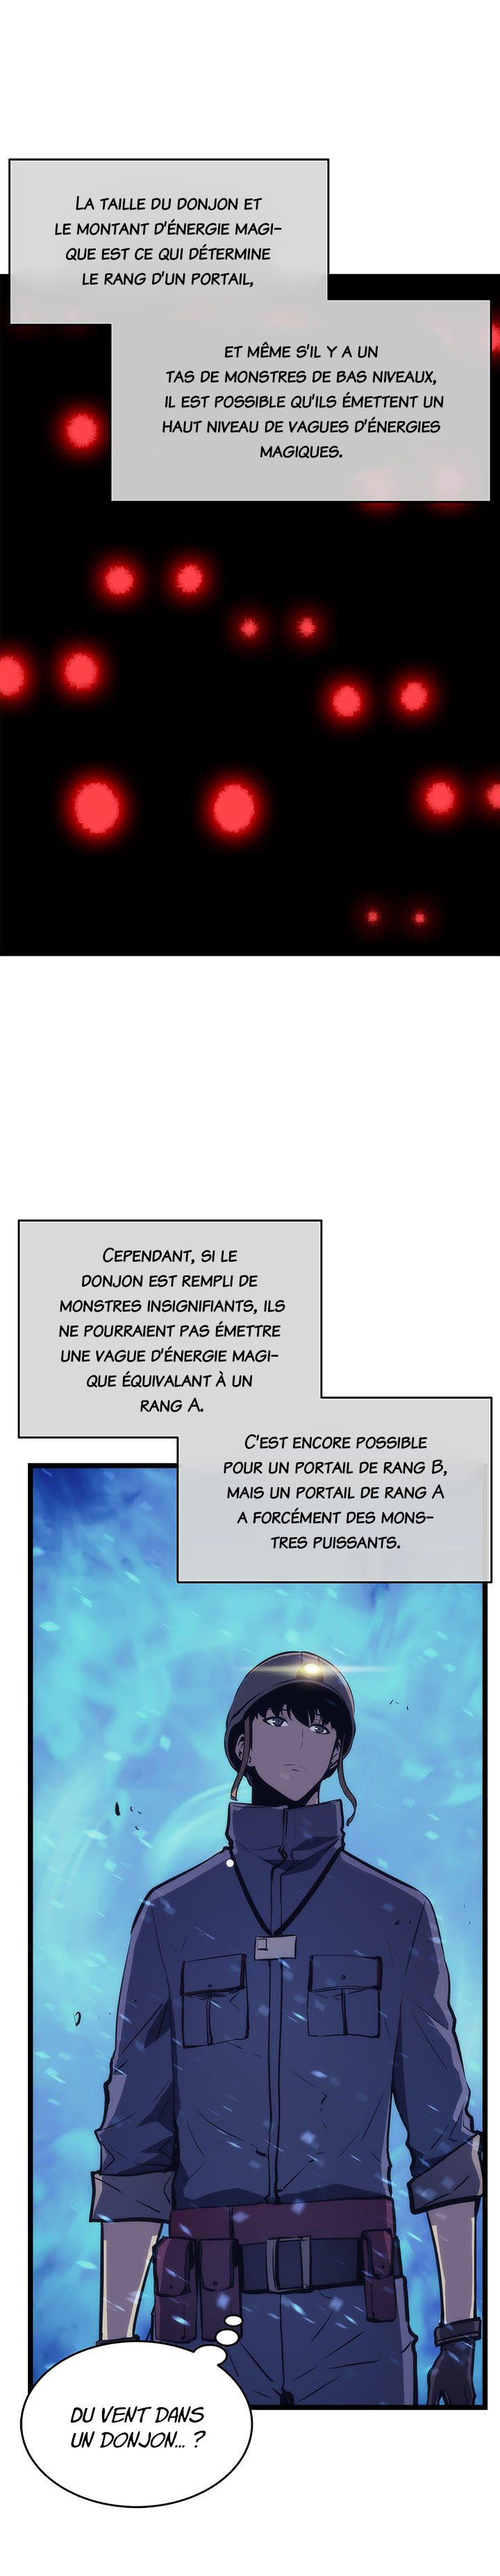 LA TAILLE DU DONJON ET
LE MONTANT D'ÉNERGIE MAGI-
QUE EST CE QUI DÉTERMINE
LE RANG D'UN PORTAIL,
ET MÊME S'IL Y A UN
TAS DE MONSTRES DE BAS NIVEAUX,
IL EST POSSIBLE QU'ILS ÉMETTENT UN
HAUT NIVEAU DE VAGUES D'ÉNERGIES
MAGIQUES.
CEPENDANT, SI LE
DONJON EST REMPLI DE
MONSTRES INSIGNIFIANTS, ILS
NE POURRAIENT PAS ÉMETTRE
UNE VAGUE D'ÉNERGIE MAGI-
QUE ÉQUIVALANT À UN
RANG A.
C'EST ENCORE POSSIBLE
POUR UN PORTAIL DE RANG B,
MAIS UN PORTAIL DE RANG A
A FORCÉMENT DES MONS-
TRES PUISSANTS.
DU VENT DANS
UN DONJON... ?